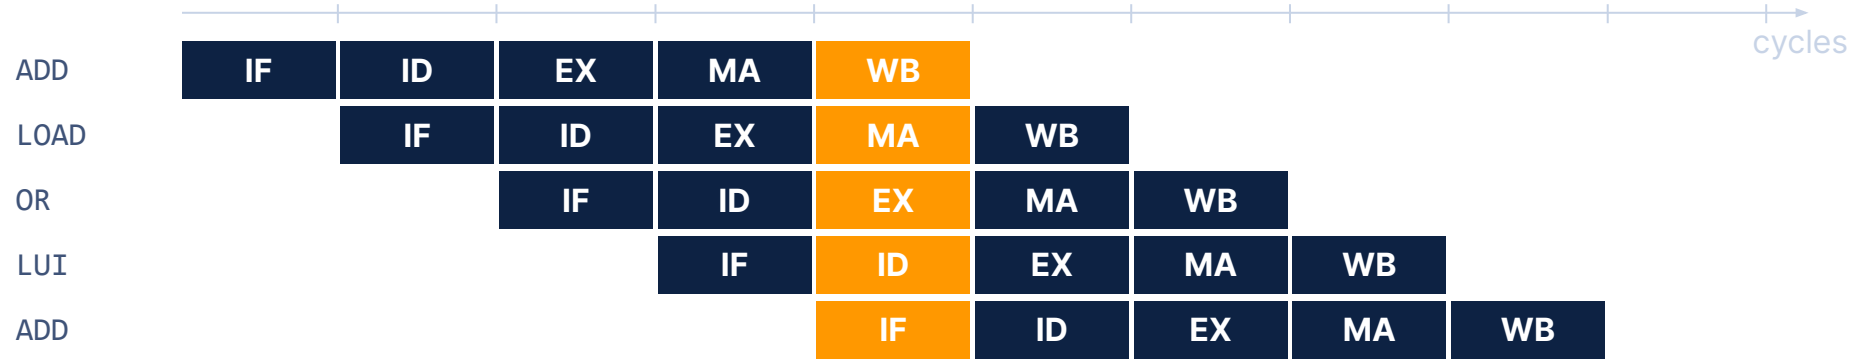 cycles
ADD IF ID EX MA WB
LOAD IF ID EX MA WB
OR IF ID EX MA WB
LUI IF ID EX MA WB
ADD IF ID EX MA WB